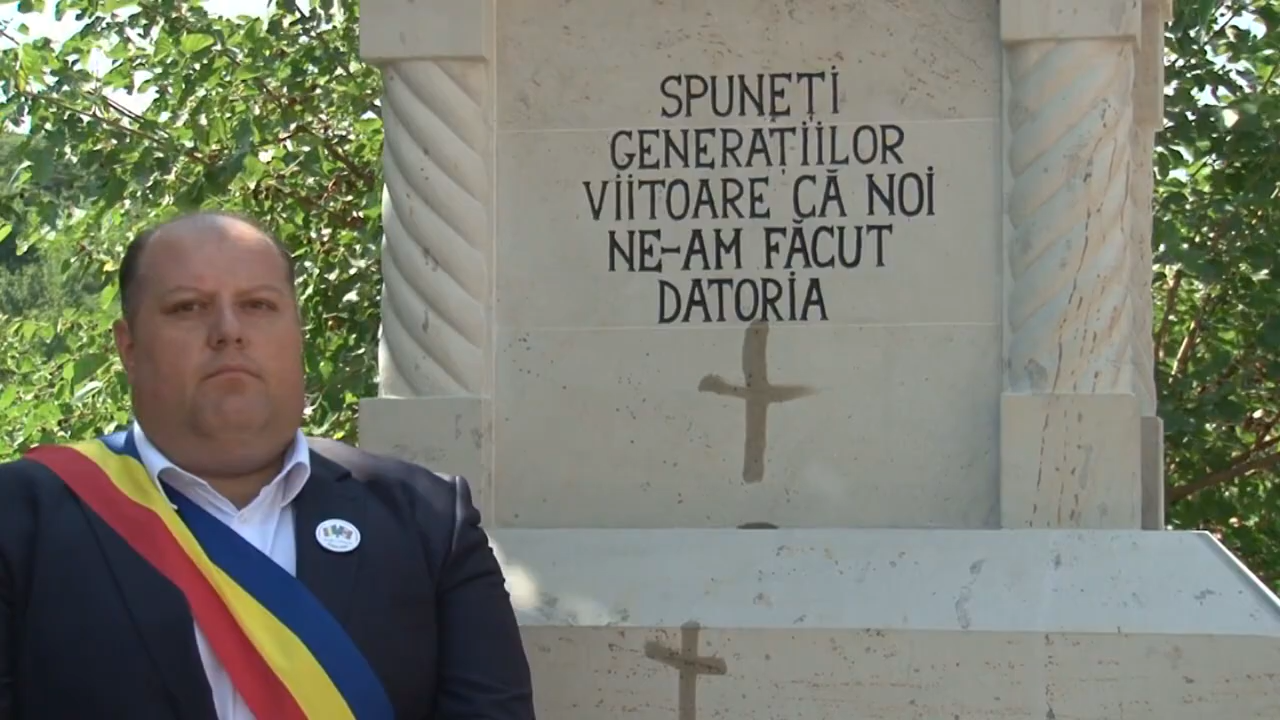 SPUNEȚI
GENERAȚIILOR
VIITOARE CĂ NOI
NE-AM FĂCUT
DATORIA